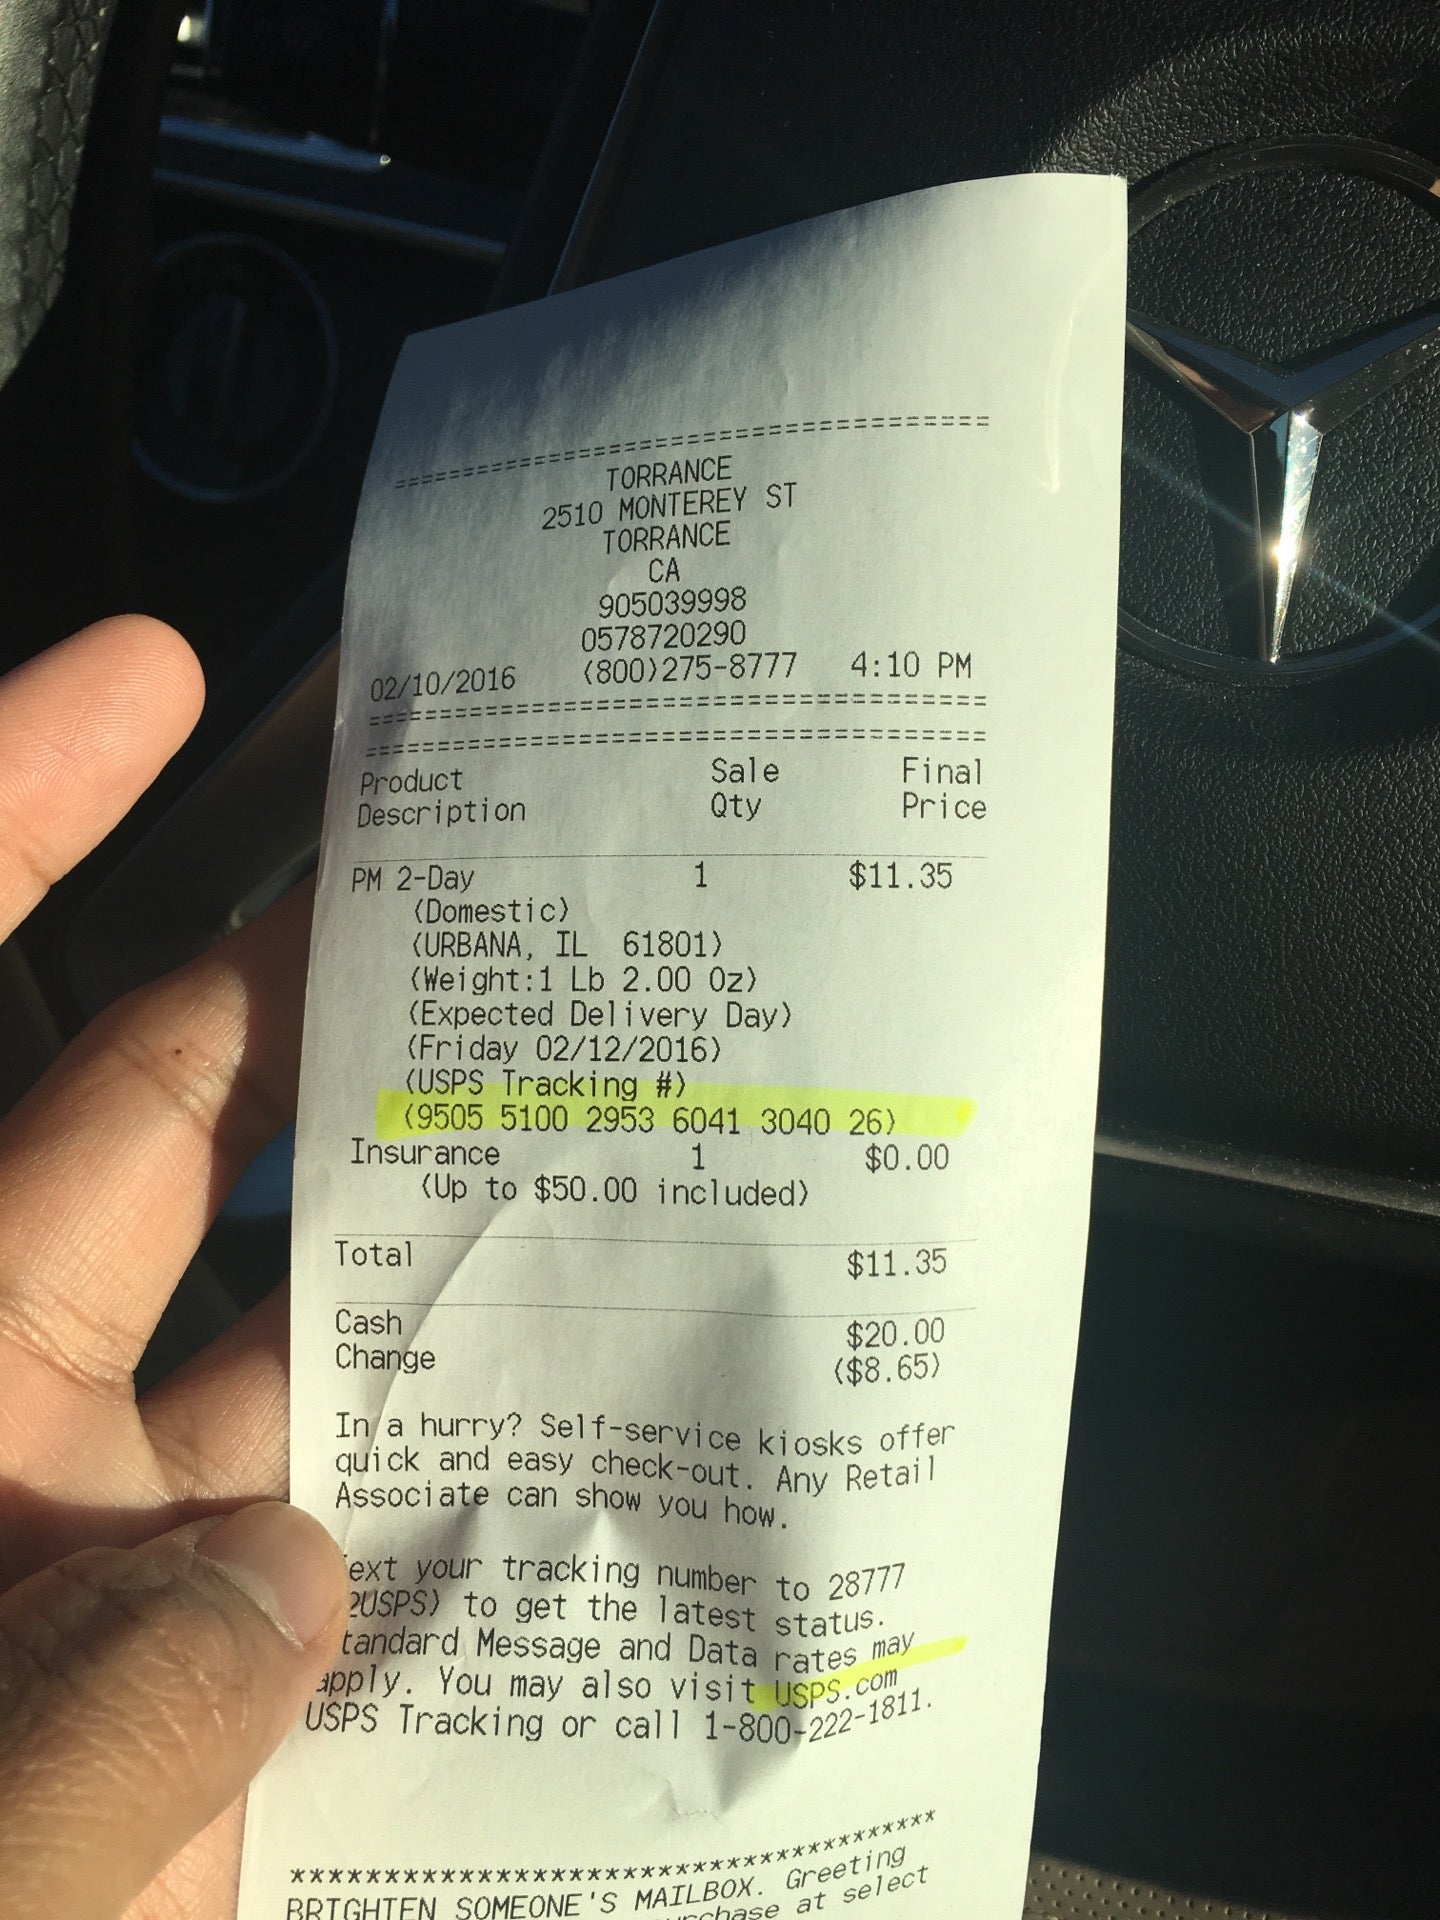 ====================================
TORRANCE
2510 MONTEREY ST
TORRANCE
CA
905039998
0578720290
02/10/2016 (800)275-8777 4:10 PM
====================================
====================================
Product Sale Final
Description Qty Price
PM 2-Day 1 $11.35
(Domestic)
(URBANA, IL 61801)
(Weight:1 Lb 2.00 Oz)
(Expected Delivery Day)
(Friday 02/12/2016)
(USPS Tracking #)
(9505 5100 2953 6041 3040 26)
Insurance 1 $0.00
(Up to $50.00 included)
Total $11.35
Cash $20.00
Change ($8.65)
In a hurry? Self-service kiosks offer
quick and easy check-out. Any Retail
Associate can show you how.
ext your tracking number to 28777
2USPS) to get the latest status.
tandard Message and Data rates may
apply. You may also visit USPS.com
USPS Tracking or call 1-800-222-1811.
****************************************
BRIGHTEN SOMEONE'S MAILBOX. Greeting
at select